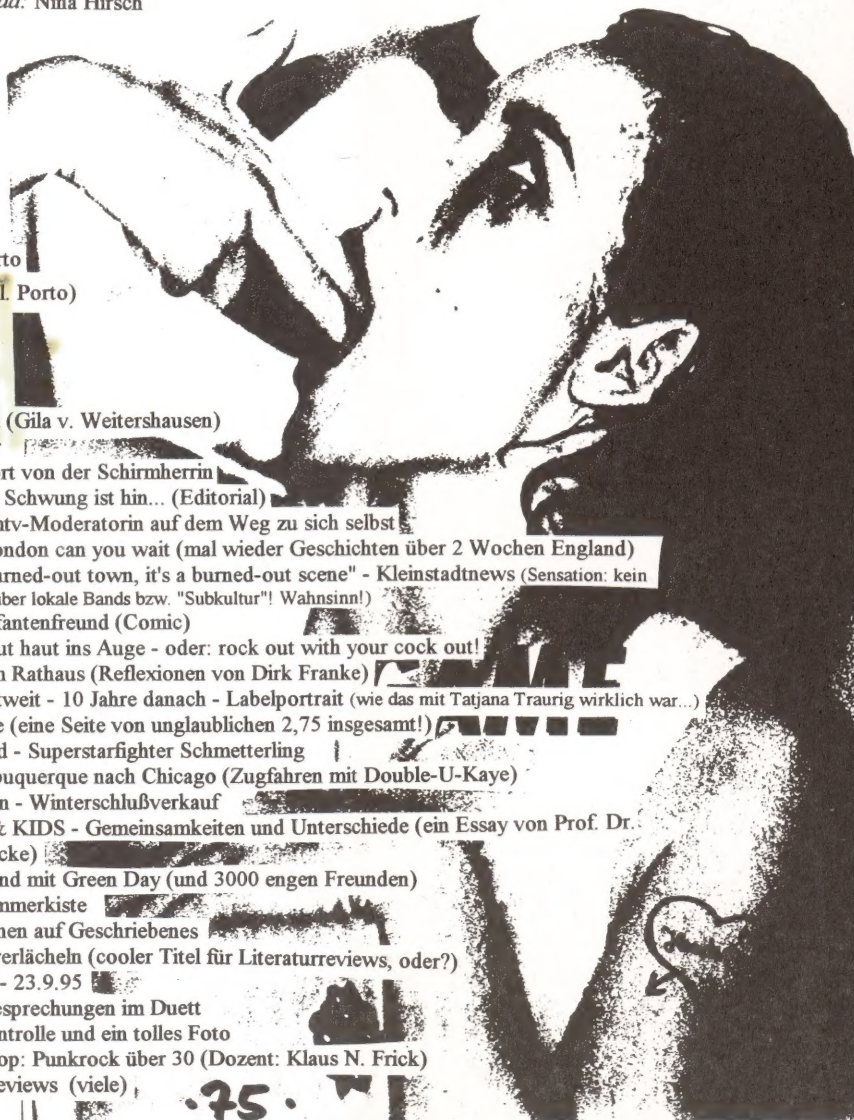 Nina Hirsch
rto
l. Porto)
(Gila v. Weitershausen)
rt von der Schirmherrin
Schwung ist hin... (Editorial)
ntv-Moderatorin auf dem Weg zu sich selbst
ondon can you wait (mal wieder Geschichten über 2 Wochen England)
urned-out town, it's a burned-out scene" - Kleinstadtnews (Sensation: kein
über lokale Bands bzw. "Subkultur"! Wahnsinn!)
fantenfreund (Comic)
ut haut ins Auge - oder: rock out with your cock out!
n Rathaus (Reflexionen von Dirk Franke)
tweit - 10 Jahre danach - Labelportrait (wie das mit Tatjana Traurig wirklich war...)
e (eine Seite von unglaublichen 2,75 insgesamt!)
d - Superstarfighter Schmetterling
buquerque nach Chicago (Zugfahren mit Double-U-Kaye)
n - Winterschlußverkauf
& KIDS - Gemeinsamkeiten und Unterschiede (ein Essay von Prof. Dr.
cke)
nd mit Green Day (und 3000 engen Freunden)
mmerkiste
nen auf Geschriebenes
verlächeln (cooler Titel für Literaturreviews, oder?)
- 23.9.95
esprechungen im Duett
ntrolle und ein tolles Foto
op: Punkrock über 30 (Dozent: Klaus N. Frick)
eviews (viele)
·75·